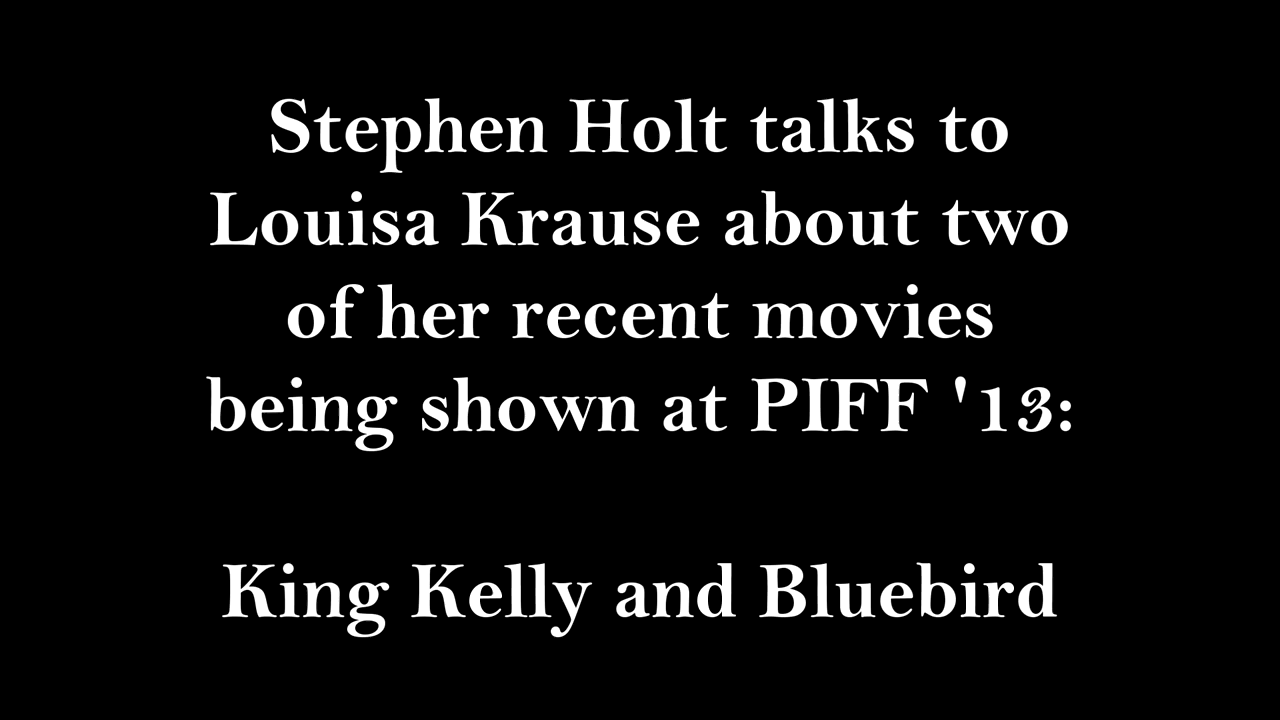 Stephen Holt talks to
Louisa Krause about two
of her recent movies
being shown at PIFF '13:
King Kelly and Bluebird